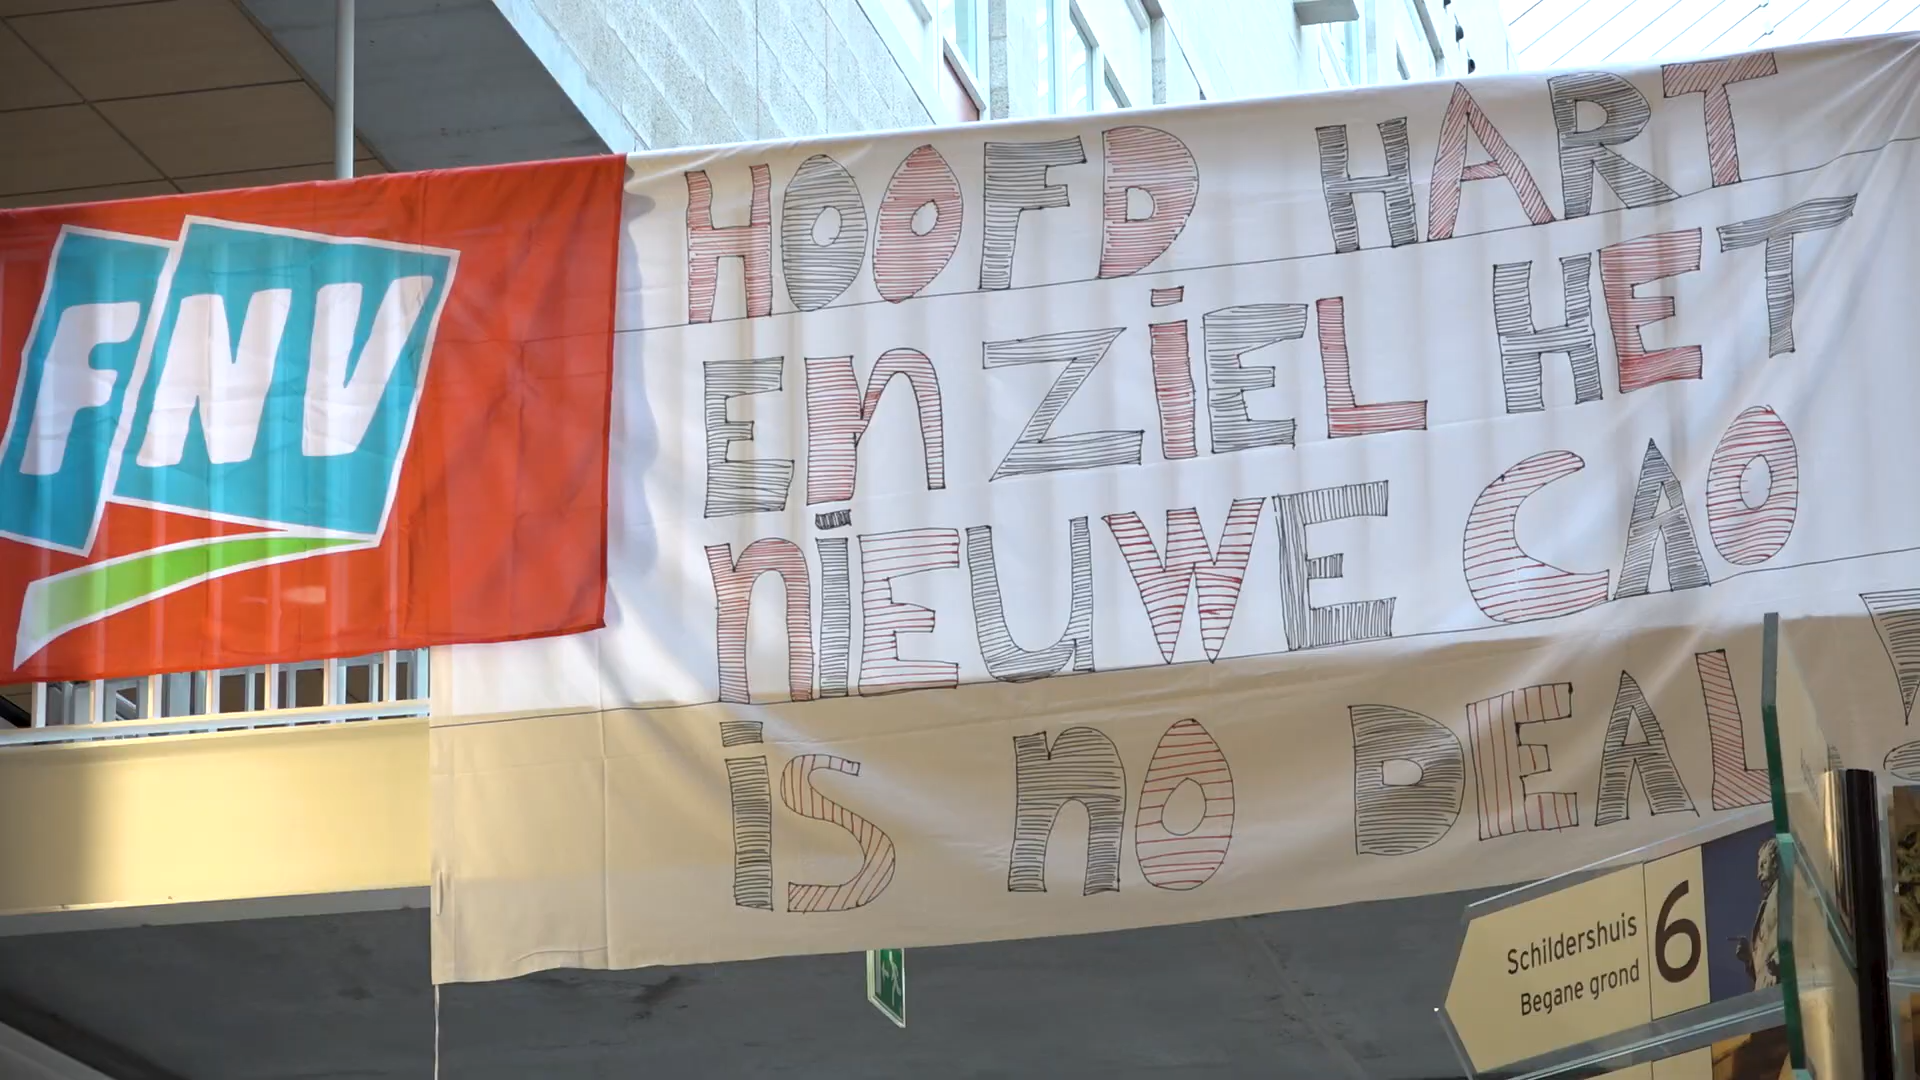 FNV
HOOFD HART
EN ZIEL HET
NIEUWE CAO
IS NO DEAL!
Schildershuis
Begane grond
6